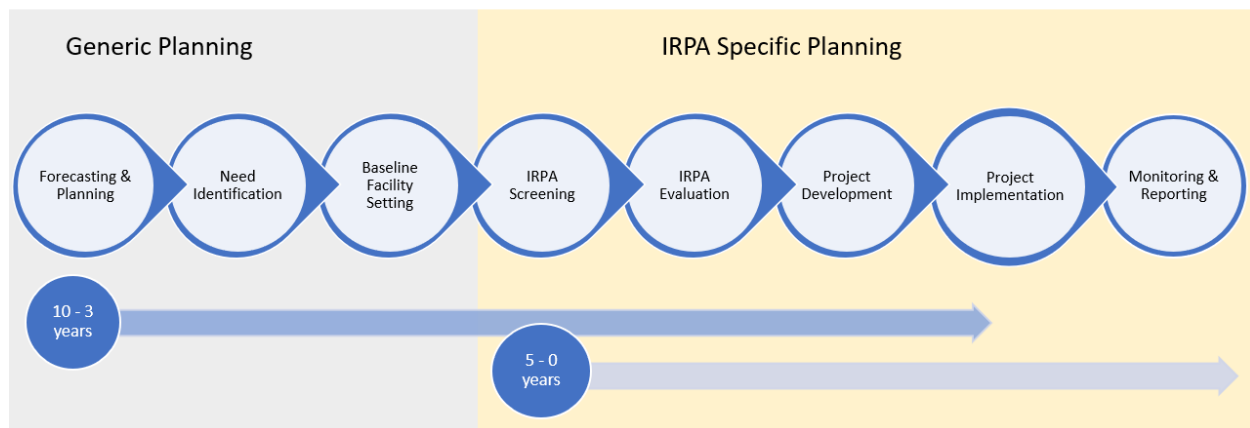 Generic Planning
IRPA Specific Planning
Forecasting &
Planning
Need
Identification
Baseline
Facility
Setting
IRPA
Screening
IRPA
Evaluation
Project
Development
Project
Implementation
Monitoring &
Reporting
10 - 3
years
5 - 0
years